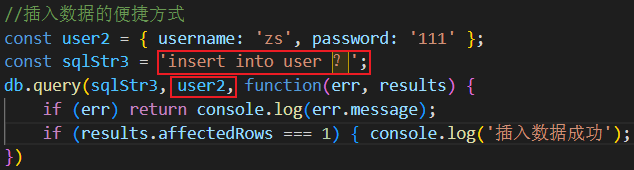 //插入数据的便捷方式
const user2 = { username: 'zs', password: '111' };
const sqlStr3 = 'insert into user ? ';
db.query(sqlStr3, user2, function(err, results) {
    if (err) return console.log(err.message);
    if (results.affectedRows === 1) { console.log('插入数据成功');
})